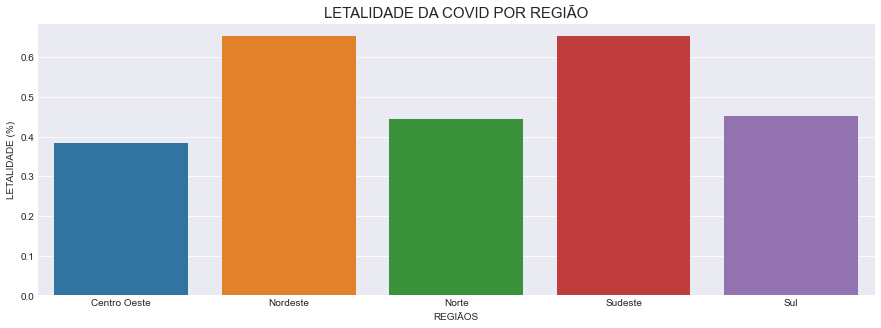 LETALIDADE DA COVID POR REGIÃO
LETALIDADE (%)
0.6
0.5
0.4
0.3
0.2
0.1
0.0
Centro Oeste Nordeste Norte Sudeste Sul
REGIÃOS